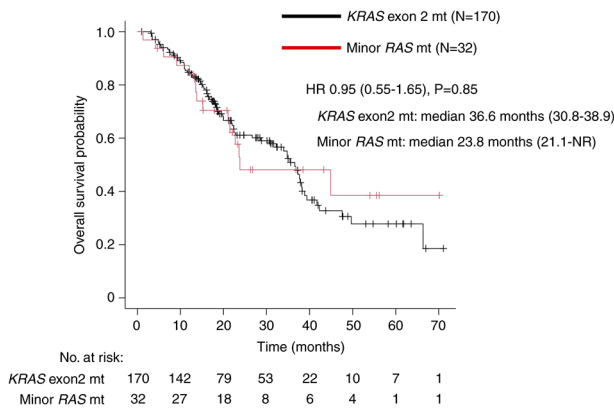 KRAS exon 2 mt (N=170)
Minor RAS mt (N=32)
HR 0.95 (0.55-1.65), P=0.85
KRAS exon2 mt: median 36.6 months (30.8-38.9)
Minor RAS mt: median 23.8 months (21.1-NR)
Overall survival probability
1.0
0.8
0.6
0.4
0.2
0
0 10 20 30 40 50 60 70
Time (months)
No. at risk:
KRAS exon2 mt 170 142 79 53 22 10 7 1
Minor RAS mt 32 27 18 8 6 4 1 1